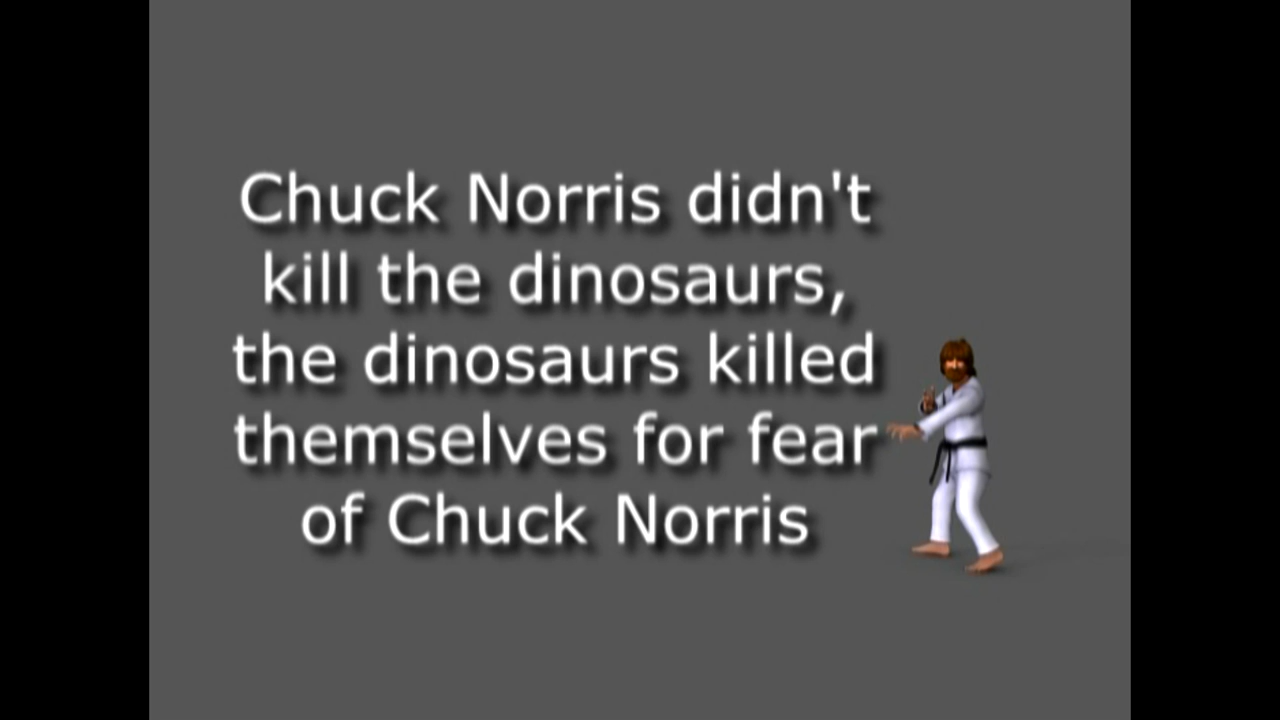 Chuck Norris didn't
kill the dinosaurs,
the dinosaurs killed
themselves for fear
of Chuck Norris